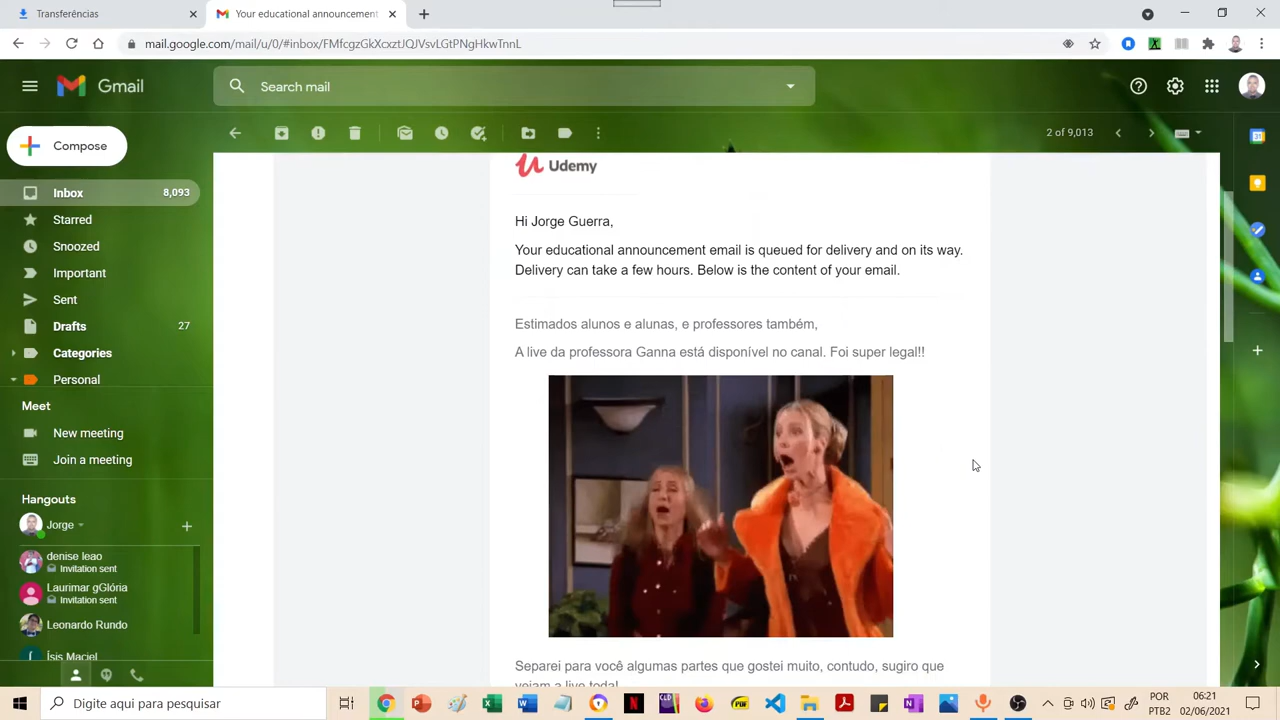 Transferências
Your educational announcement
mail.google.com/mail/u/0/#inbox/FMfcgzGkXcxztJQJVsvLGtPNgHkwTnnL
Gmail
Search mail
Compose
2 of 9,013
Inbox 8,093
Starred
Snoozed
Important
Sent
Drafts 27
Categories
Personal
Meet
New meeting
Join a meeting
Hangouts
Jorge
denise leao
Invitation sent
Laurimar gGlória
Invitation sent
Leonardo Rundo
Ísis Maciel
Udemy
Hi Jorge Guerra,
Your educational announcement email is queued for delivery and on its way.
Delivery can take a few hours. Below is the content of your email.
Estimados alunos e alunas, e professores também,
A live da professora Ganna está disponível no canal. Foi super legal!!
Separei para você algumas partes que gostei muito, contudo, sugiro que
vejam a live toda!
Digite aqui para pesquisar
POR
PTB2
06:21
02/06/2021